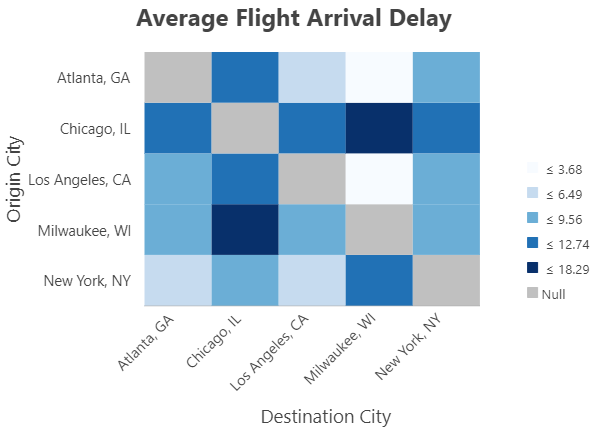 Average Flight Arrival Delay
Origin City
Atlanta, GA
Chicago, IL
Los Angeles, CA
Milwaukee, WI
New York, NY
Atlanta, GA
Chicago, IL
Los Angeles, CA
Milwaukee, WI
New York, NY
Destination City
≤ 3.68
≤ 6.49
≤ 9.56
≤ 12.74
≤ 18.29
Null